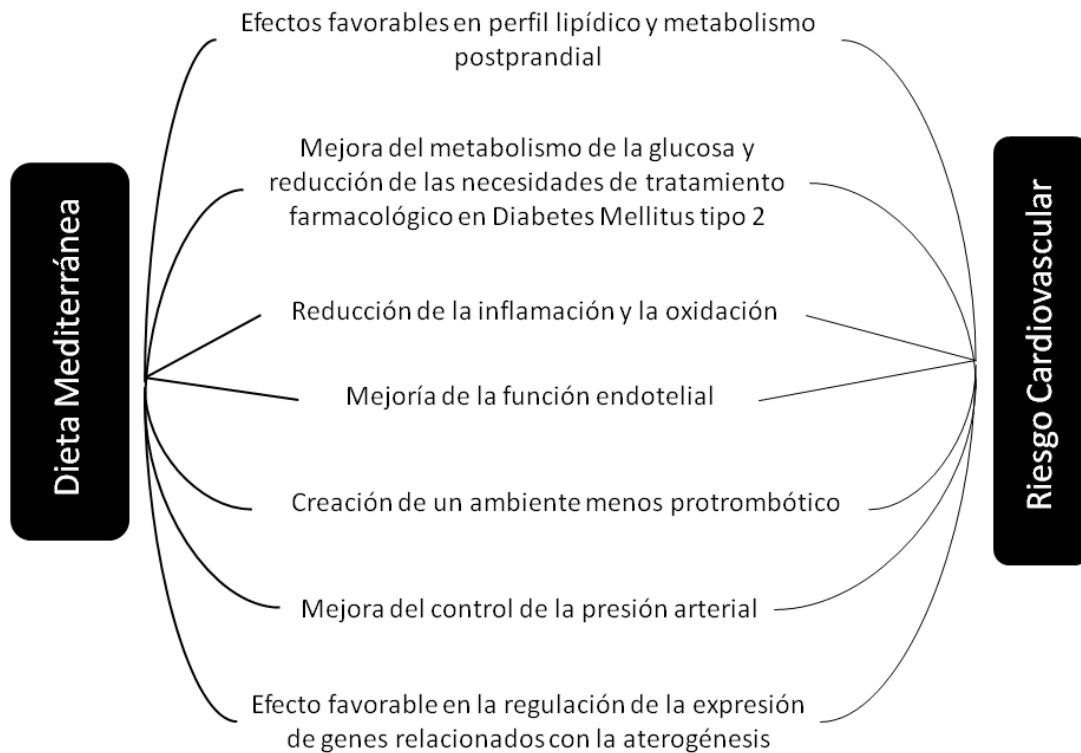 Efectos favorables en perfil lipídico y metabolismo
postprandial
Mejora del metabolismo de la glucosa y
reducción de las necesidades de tratamiento
farmacológico en Diabetes Mellitus tipo 2
Dieta Mediterránea
Riesgo Cardiovascular
Reducción de la inflamación y la oxidación
Mejoría de la función endotelial
Creación de un ambiente menos protrombótico
Mejora del control de la presión arterial
Efecto favorable en la regulación de la expresión
de genes relacionados con la aterogénesis